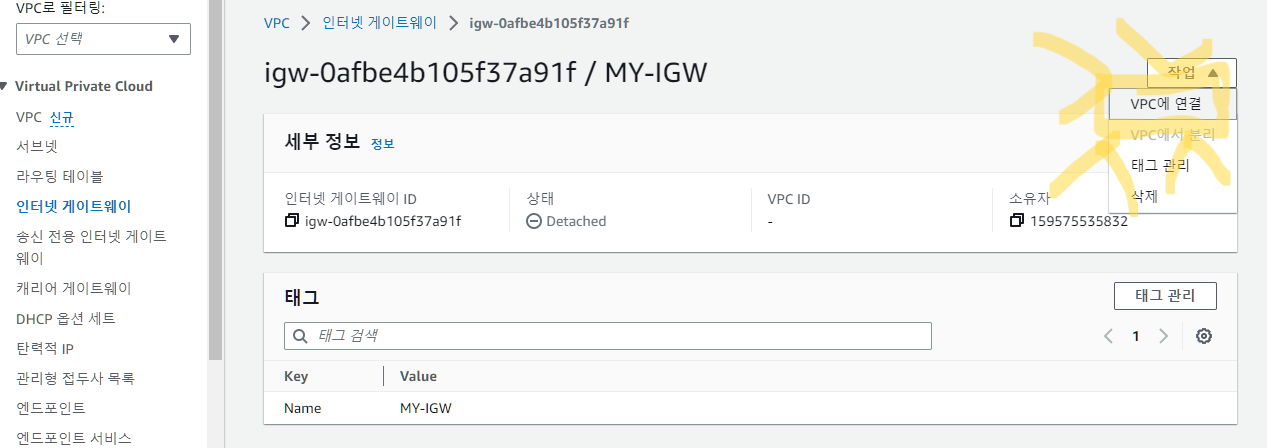 VPC로 필터링:
VPC 선택
Virtual Private Cloud
VPC 신규
서브넷
라우팅 테이블
인터넷 게이트웨이
송신 전용 인터넷 게이트
웨이
캐리어 게이트웨이
DHCP 옵션 세트
탄력적 IP
관리형 접두사 목록
엔드포인트
엔드포인트 서비스
VPC > 인터넷 게이트웨이 > igw-0afbe4b105f37a91f
igw-0afbe4b105f37a91f / MY-IGW
작업
VPC에 연결
VPC에서 분리
태그 관리
삭제
세부 정보 정보
인터넷 게이트웨이 ID
igw-0afbe4b105f37a91f
상태
Detached
VPC ID
-
소유자
159575535832
태그
태그 관리
태그 검색
1
Key Value
Name MY-IGW